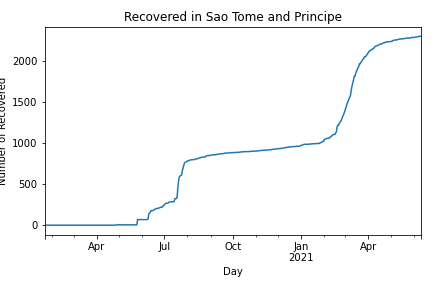 Recovered in Sao Tome and Principe
2000
1500
1000
500
0
Number of Recovered
Apr
Jul
Oct
Jan
2021
Apr
Day